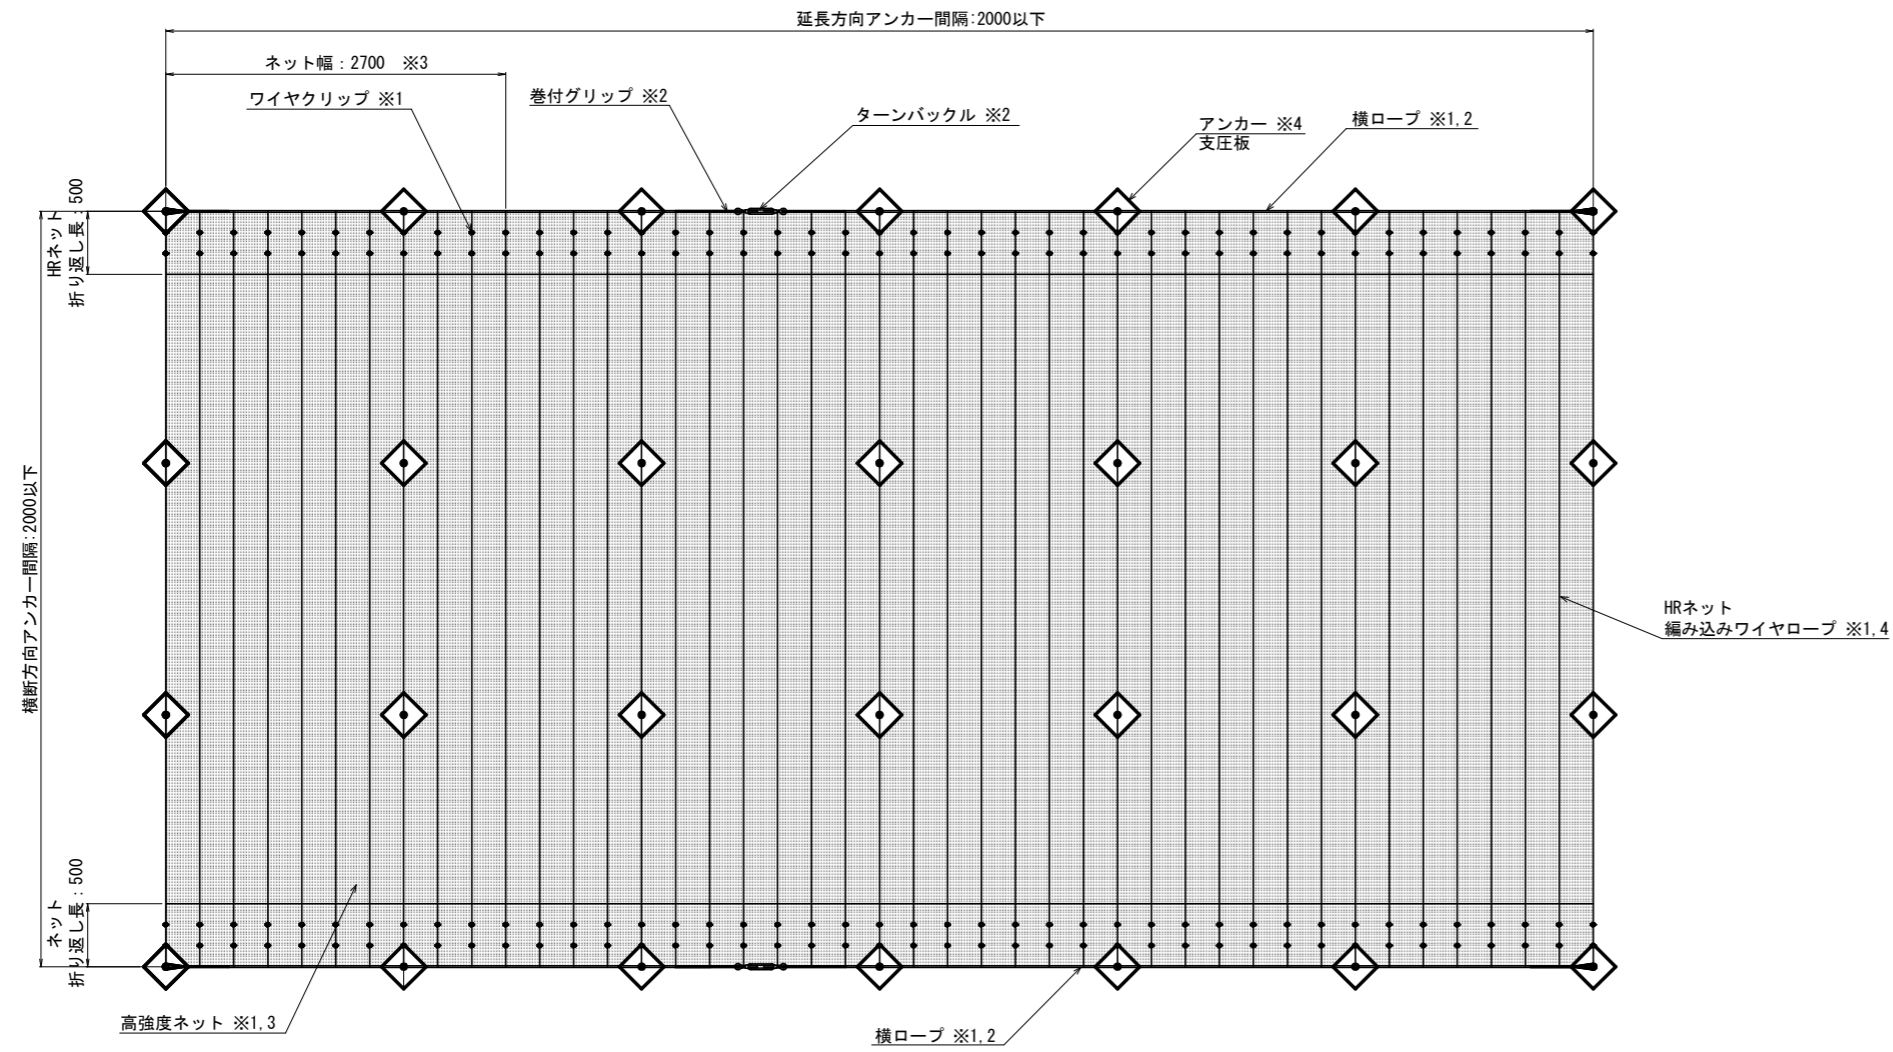 延長方向アンカー間隔:2000以下
ネット幅：2700　※3
ワイヤクリップ ※1
巻付グリップ ※2
ターンバックル ※2
アンカー ※4
支圧板
横ロープ ※1,2
HRネット
折り返し長：500
横断方向アンカー間隔:2000以下
HRネット
編み込みワイヤロープ ※1,4
ネット
折り返し長：500
高強度ネット ※1,3
横ロープ ※1,2